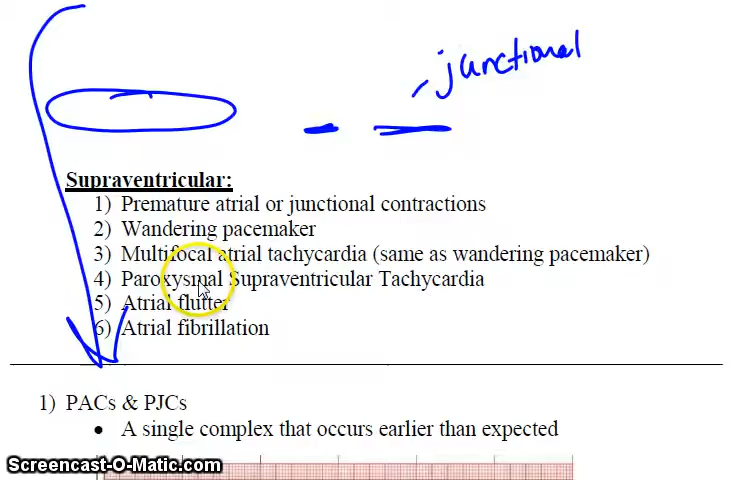 - junctional
Supraventricular:
1) Premature atrial or junctional contractions
2) Wandering pacemaker
3) Multifocal atrial tachycardia (same as wandering pacemaker)
4) Paroxysmal Supraventricular Tachycardia
5) Atrial flutter
6) Atrial fibrillation
1) PACs & PJCs
• A single complex that occurs earlier than expected
Screencast-O-Matic.com